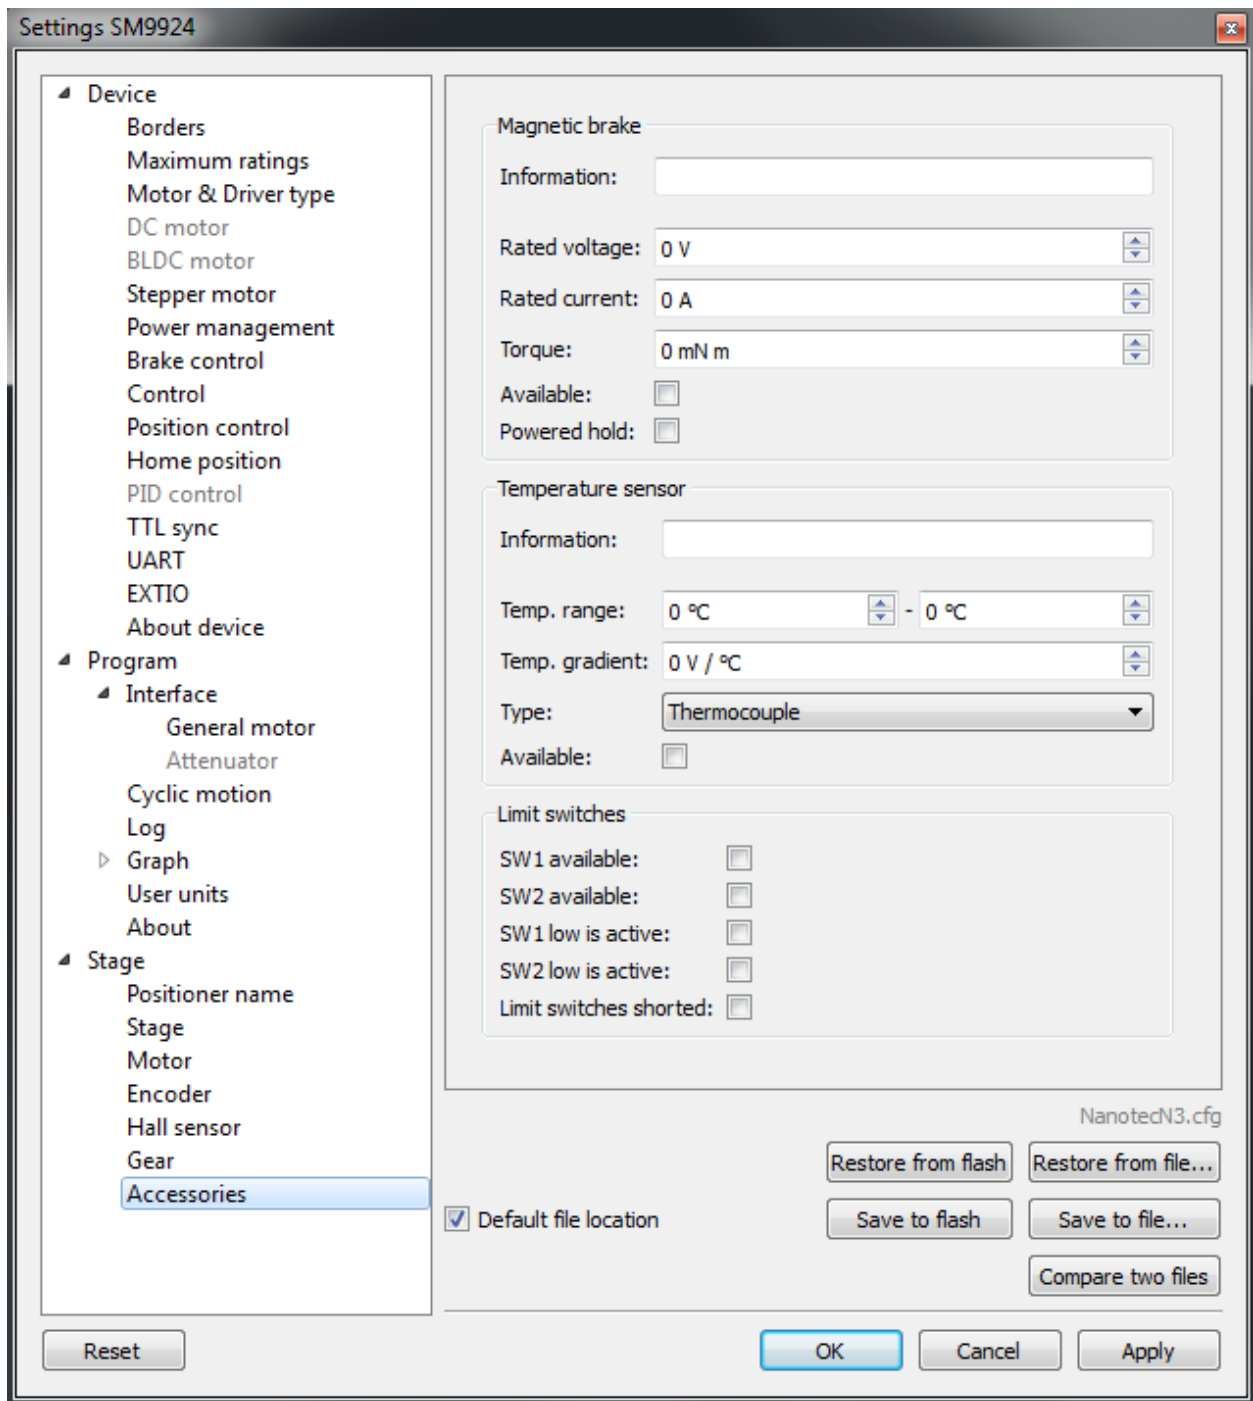 Settings SM9924
Device
Borders
Maximum ratings
Motor & Driver type
DC motor
BLDC motor
Stepper motor
Power management
Brake control
Control
Position control
Home position
PID control
TTL sync
UART
EXTIO
About device
Program
Interface
General motor
Attenuator
Cyclic motion
Log
Graph
User units
About
Stage
Positioner name
Stage
Motor
Encoder
Hall sensor
Gear
Accessories
Magnetic brake
Information:
Rated voltage: 0 V
Rated current: 0 A
Torque: 0 mN m
Available:
Powered hold:
Temperature sensor
Information:
Temp. range: 0 °C - 0 °C
Temp. gradient: 0 V / °C
Type: Thermocouple
Available:
Limit switches
SW1 available:
SW2 available:
SW1 low is active:
SW2 low is active:
Limit switches shorted:
NanotecN3.cfg
Restore from flash Restore from file...
Default file location Save to flash Save to file...
Compare two files
Reset OK Cancel Apply